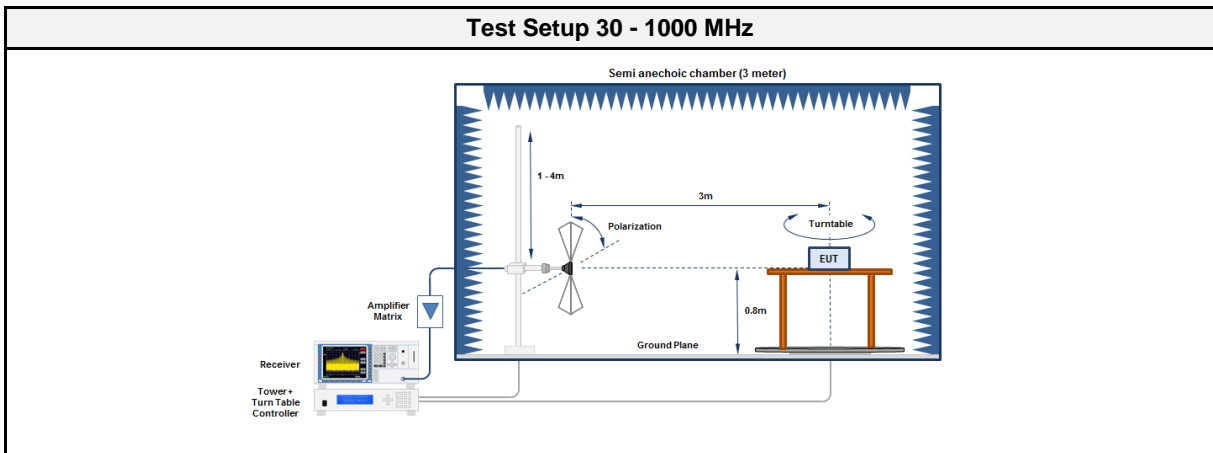 Test Setup 30 - 1000 MHz
Semi anechoic chamber (3 meter)
1 - 4m
3m
Polarization
Turntable
EUT
Amplifier
Matrix
0.8m
Ground Plane
Receiver
Tower+
Turn Table
Controller